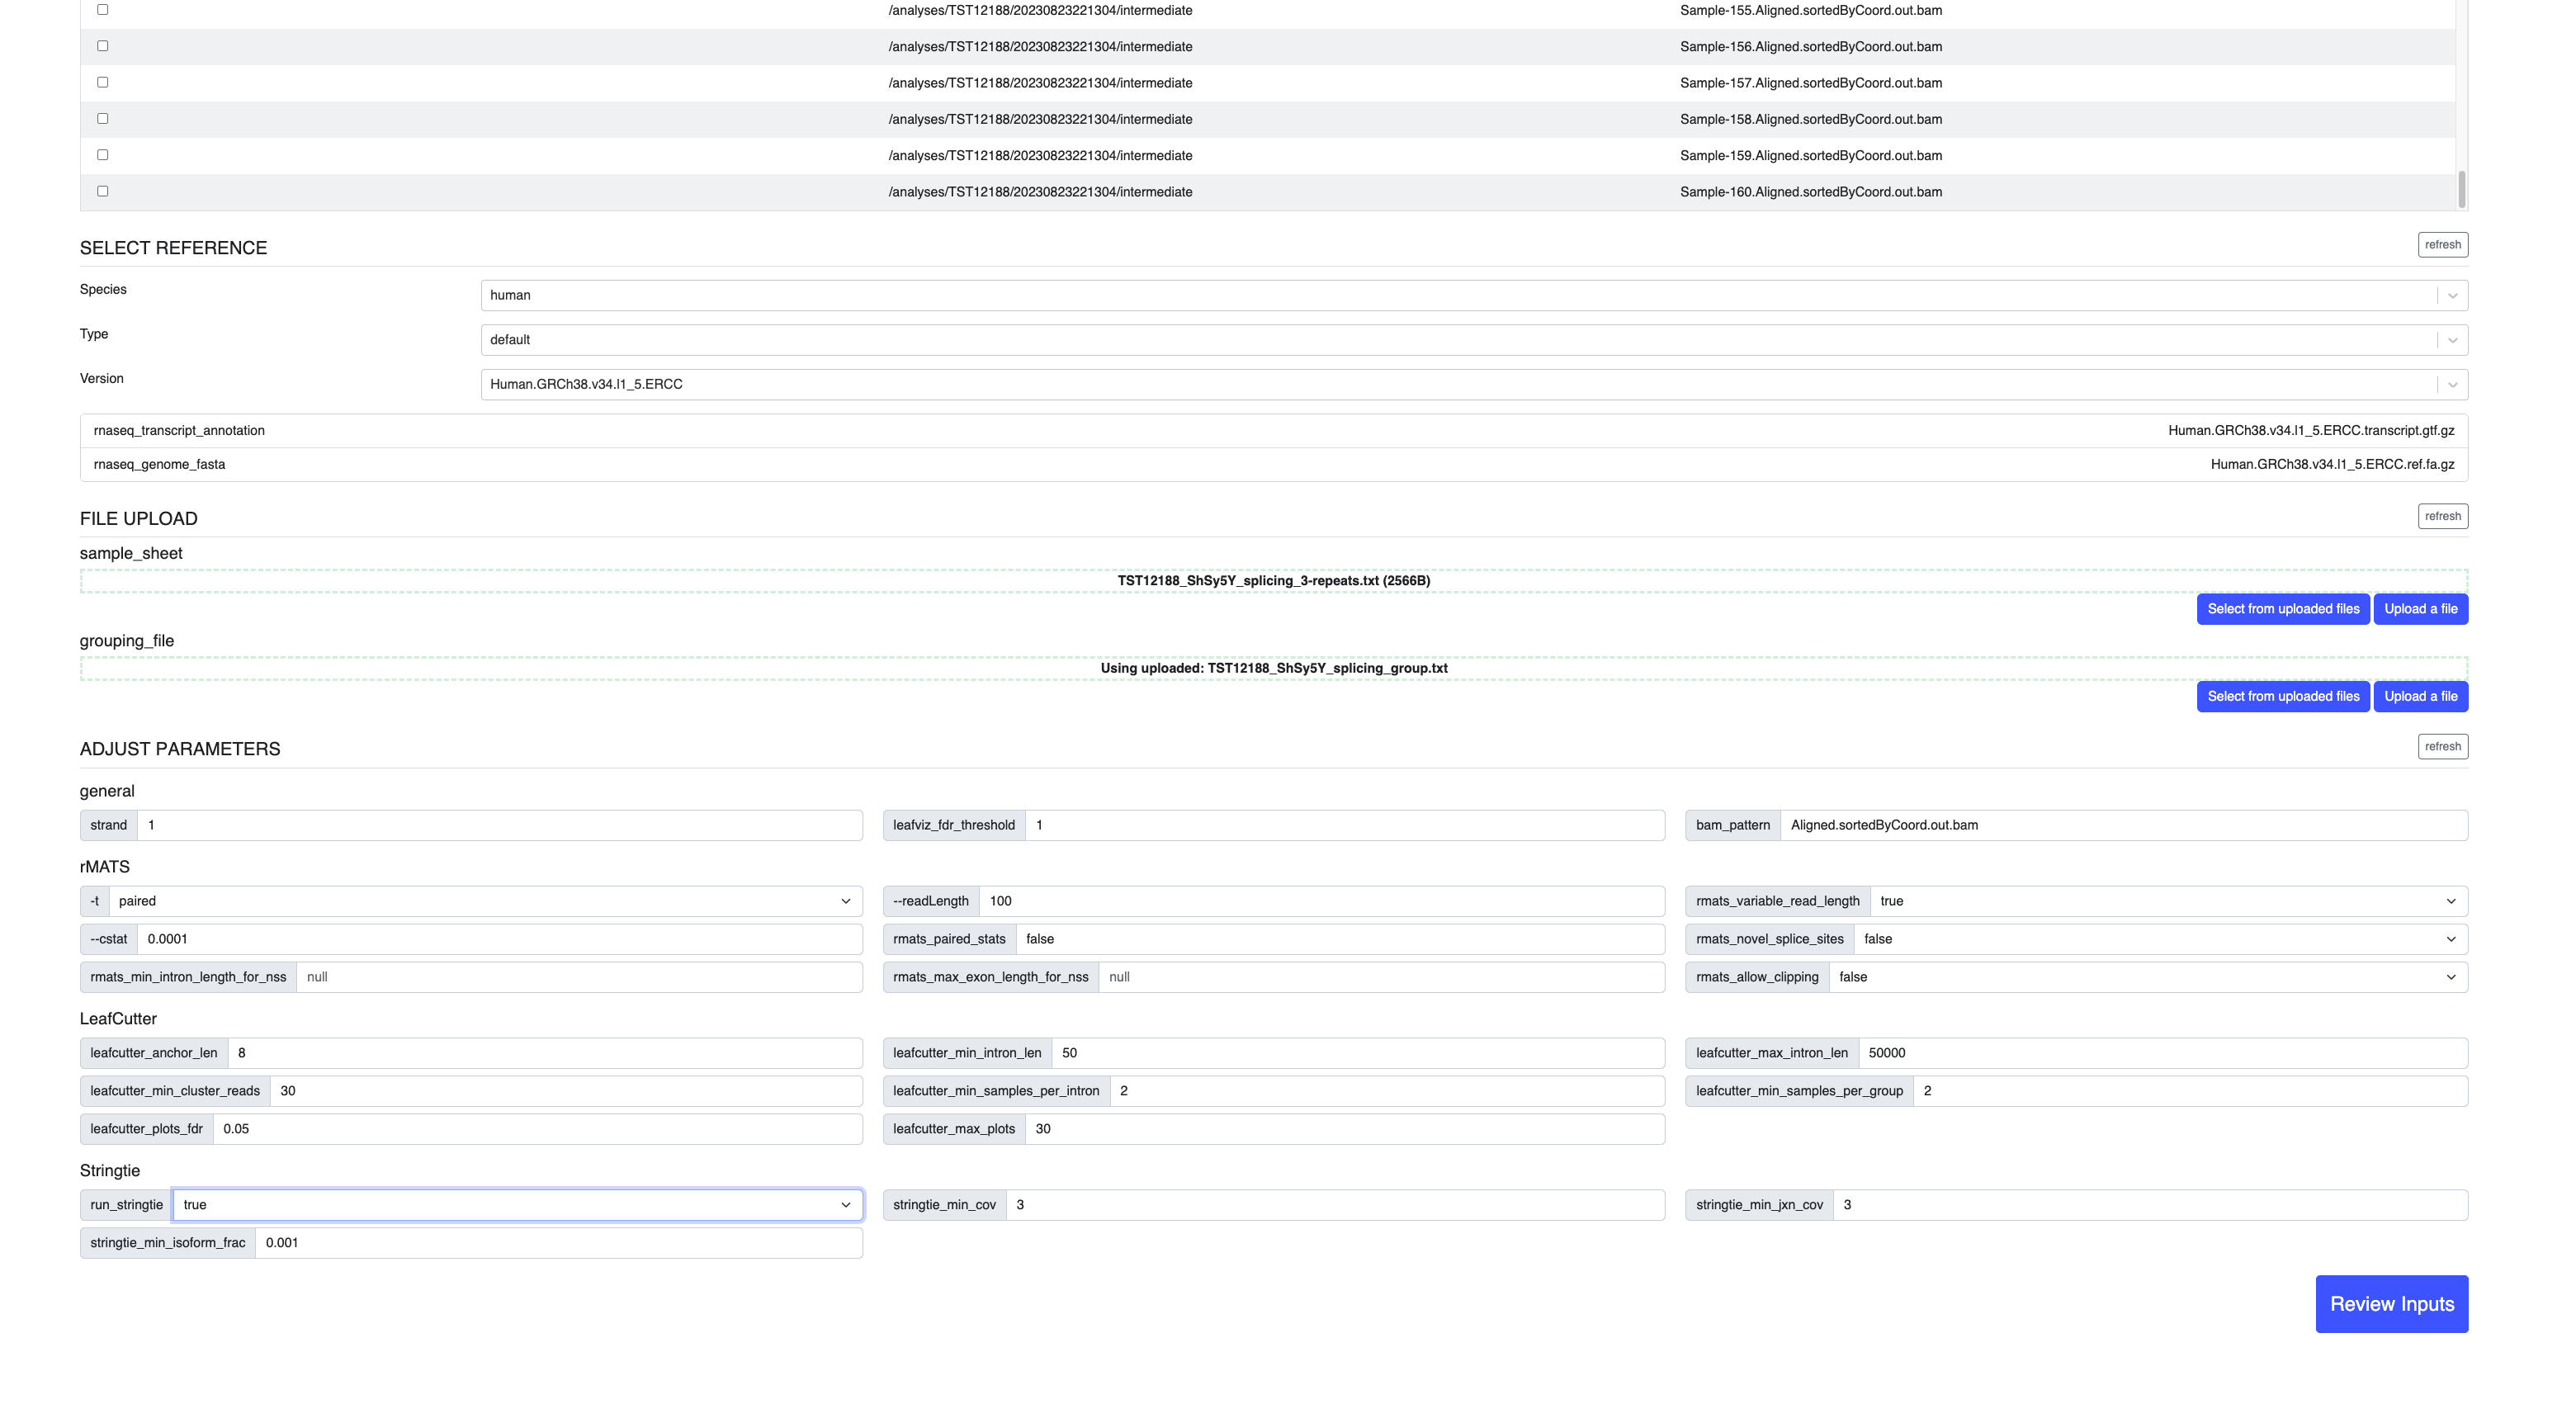 /analyses/TST12188/20230823221304/intermediate Sample-155.Aligned.sortedByCoord.out.bam
/analyses/TST12188/20230823221304/intermediate Sample-156.Aligned.sortedByCoord.out.bam
/analyses/TST12188/20230823221304/intermediate Sample-157.Aligned.sortedByCoord.out.bam
/analyses/TST12188/20230823221304/intermediate Sample-158.Aligned.sortedByCoord.out.bam
/analyses/TST12188/20230823221304/intermediate Sample-159.Aligned.sortedByCoord.out.bam
/analyses/TST12188/20230823221304/intermediate Sample-160.Aligned.sortedByCoord.out.bam
SELECT REFERENCE refresh
Species human
Type default
Version Human.GRCh38.v34.l1_5.ERCC
rnaseq_transcript_annotation Human.GRCh38.v34.l1_5.ERCC.transcript.gtf.gz
rnaseq_genome_fasta Human.GRCh38.v34.l1_5.ERCC.ref.fa.gz
FILE UPLOAD refresh
sample_sheet
TST12188_ShSy5Y_splicing_3-repeats.txt (2566B)
Select from uploaded files Upload a file
grouping_file
Using uploaded: TST12188_ShSy5Y_splicing_group.txt
Select from uploaded files Upload a file
ADJUST PARAMETERS refresh
general
strand 1 leafviz_fdr_threshold 1 bam_pattern Aligned.sortedByCoord.out.bam
rMATS
-t paired --readLength 100 rmats_variable_read_length true
--cstat 0.0001 rmats_paired_stats false rmats_novel_splice_sites false
rmats_min_intron_length_for_nss null rmats_max_exon_length_for_nss null rmats_allow_clipping false
LeafCutter
leafcutter_anchor_len 8 leafcutter_min_intron_len 50 leafcutter_max_intron_len 50000
leafcutter_min_cluster_reads 30 leafcutter_min_samples_per_intron 2 leafcutter_min_samples_per_group 2
leafcutter_plots_fdr 0.05 leafcutter_max_plots 30
Stringtie
run_stringtie true stringtie_min_cov 3 stringtie_min_jxn_cov 3
stringtie_min_isoform_frac 0.001
Review Inputs